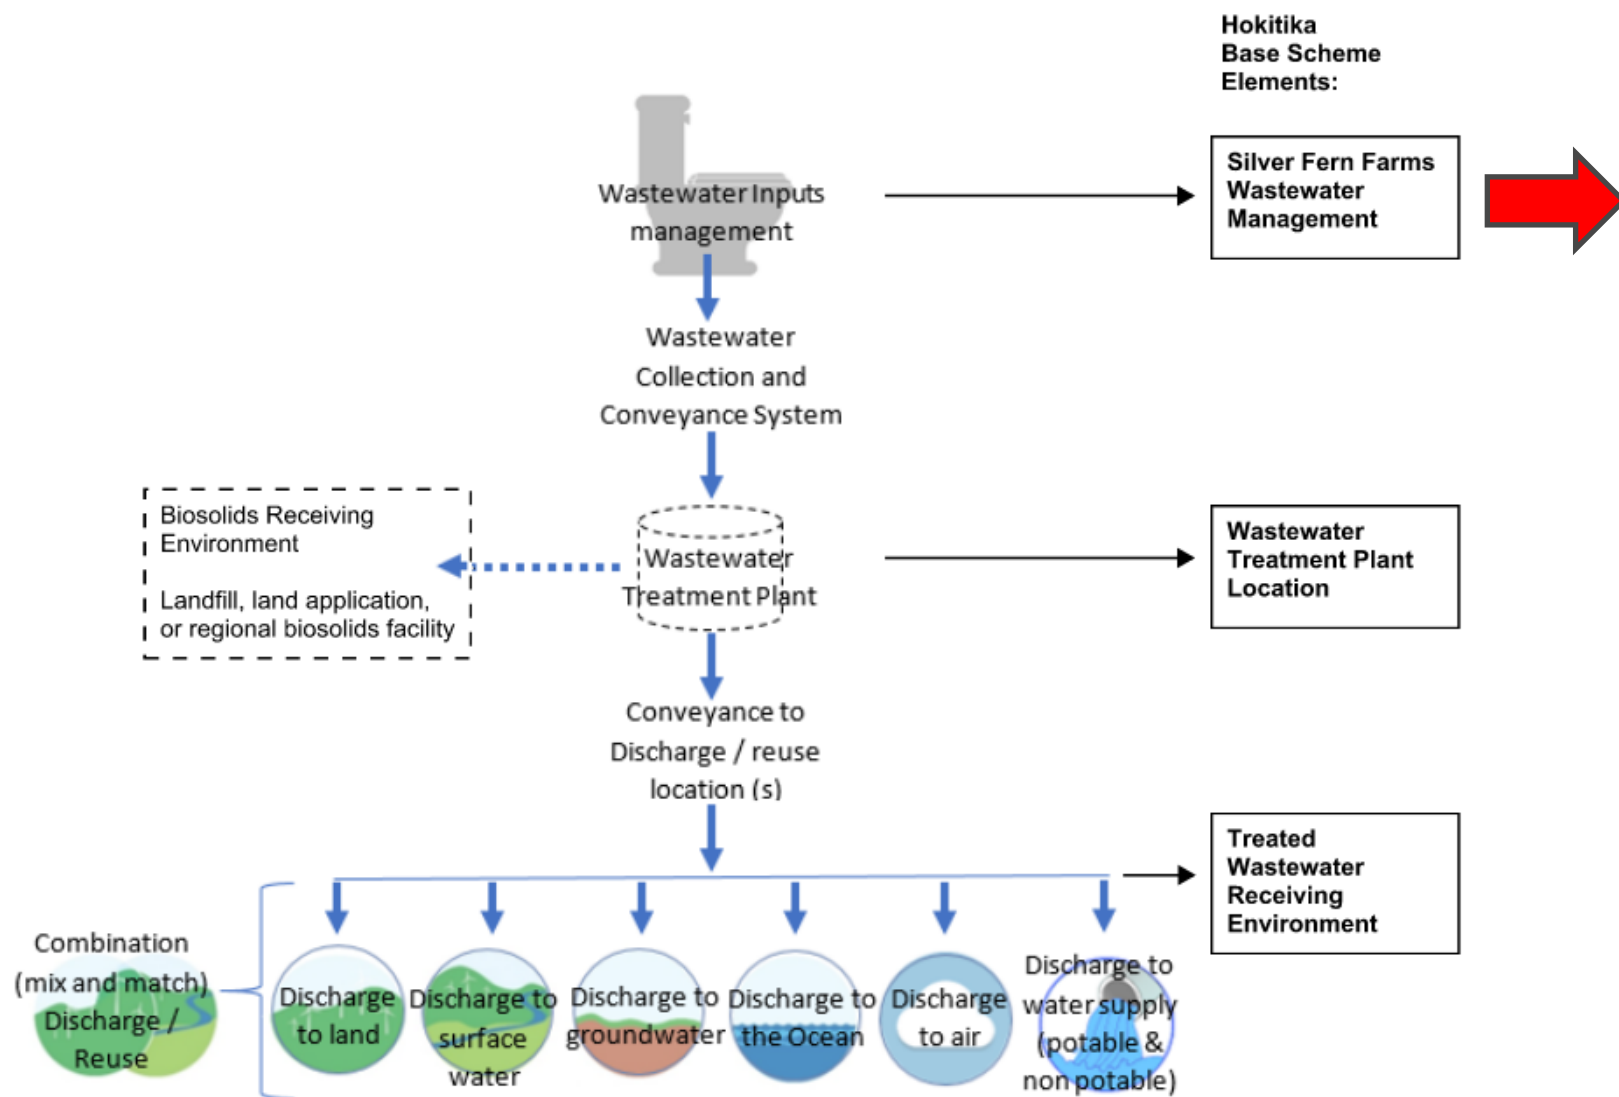 Hokitika
Base Scheme
Elements:
Wastewater Inputs
management
Silver Fern Farms
Wastewater
Management
Wastewater
Collection and
Conveyance System
Biosolids Receiving
Environment
Landfill, land application,
or regional biosolids facility
Wastewater
Treatment Plant
Wastewater
Treatment Plant
Location
Conveyance to
Discharge / reuse
location (s)
Treated
Wastewater
Receiving
Environment
Combination
(mix and match)
Discharge /
Reuse
Discharge
to land
Discharge to
surface
water
Discharge to
groundwater
Discharge to
the Ocean
Discharge
to air
Discharge to
water supply
(potable &
non potable)